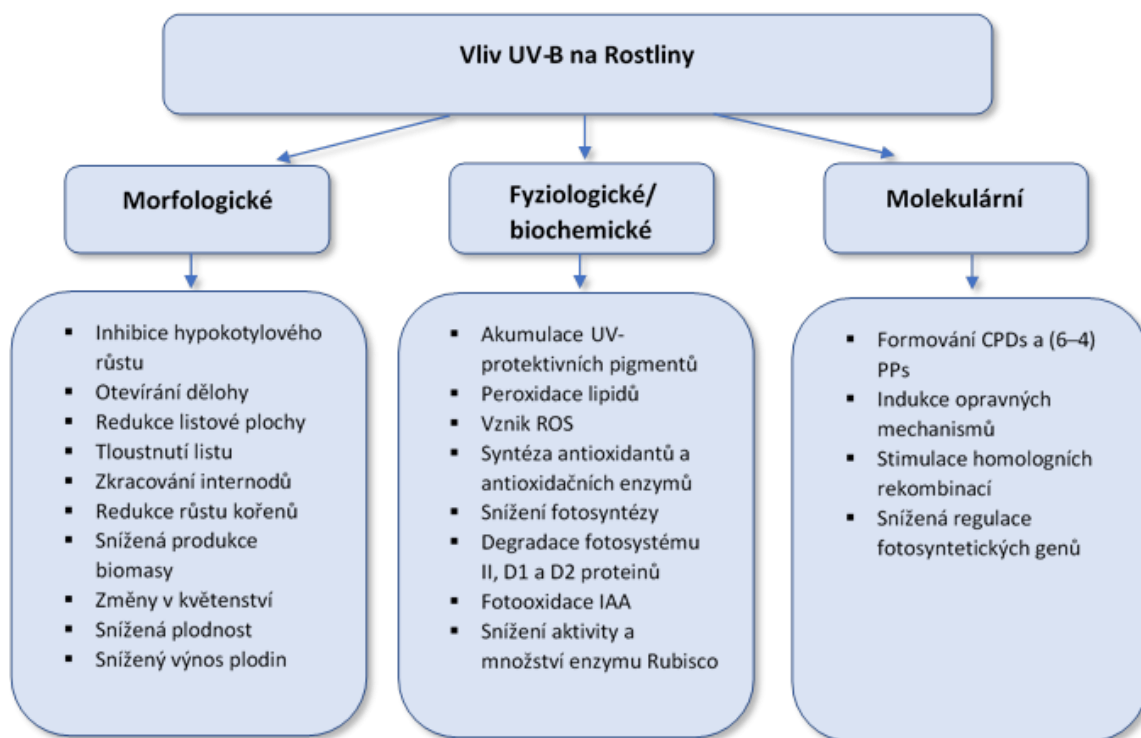 Vliv UV-B na Rostliny
Morfologické
Fyziologické/
biochemické
Molekulární
▪ Inhibice hypokotylového
růstu
▪ Otevírání dělohy
▪ Redukce listové plochy
▪ Tloustnutí listu
▪ Zkracování internodů
▪ Redukce růstu kořenů
▪ Snížená produkce
biomasy
▪ Změny v květenství
▪ Snížená plodnost
▪ Snížený výnos plodin
▪ Akumulace UV-
protektivních pigmentů
▪ Peroxidace lipidů
▪ Vznik ROS
▪ Syntéza antioxidantů a
antioxidačních enzymů
▪ Snížení fotosyntézy
▪ Degradace fotosystému
II, D1 a D2 proteinů
▪ Fotooxidace IAA
▪ Snížení aktivity a
množství enzymu Rubisco
▪ Formování CPDs a (6–4)
PPs
▪ Indukce opravných
mechanismů
▪ Stimulace homologních
rekombinací
▪ Snížená regulace
fotosyntetických genů